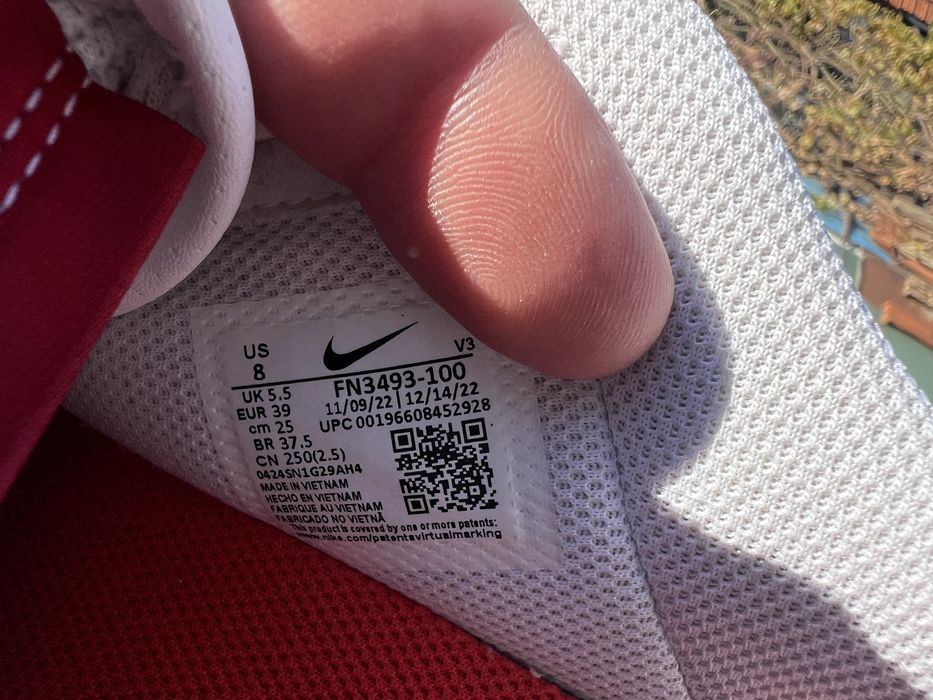 US
8
V3
UK 5.5
EUR 39
cm 25
BR 37.5
CN 250(2.5)
FN3493-100
11/09/22 | 12/14/22
UPC 00196608452928
0424SN1G29AH4
MADE IN VIETNAM
HECHO EN VIETNAM
FABRIQUE AU VIETNAM
FABRICADO NO VIETNÃ
This product is covered by one or more patents:
www.nike.com/patentsvirtualmarking